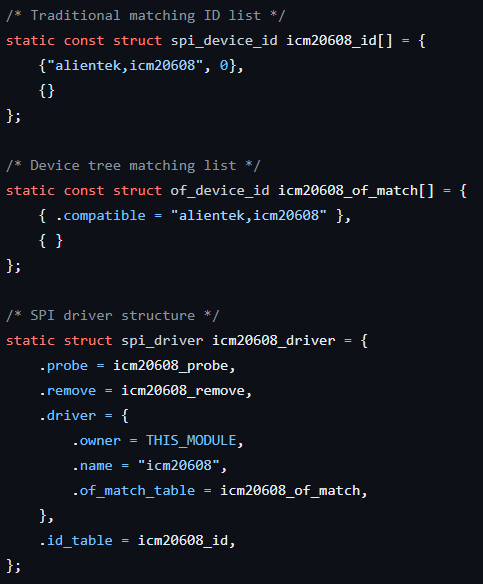 /* Traditional matching ID list */
static const struct spi_device_id icm20608_id[] = {
    {"alientek,icm20608", 0},
    {}
};

/* Device tree matching list */
static const struct of_device_id icm20608_of_match[] = {
    { .compatible = "alientek,icm20608" },
    { }
};

/* SPI driver structure */
static struct spi_driver icm20608_driver = {
    .probe = icm20608_probe,
    .remove = icm20608_remove,
    .driver = {
        .owner = THIS_MODULE,
        .name = "icm20608",
        .of_match_table = icm20608_of_match,
    },
    .id_table = icm20608_id,
};